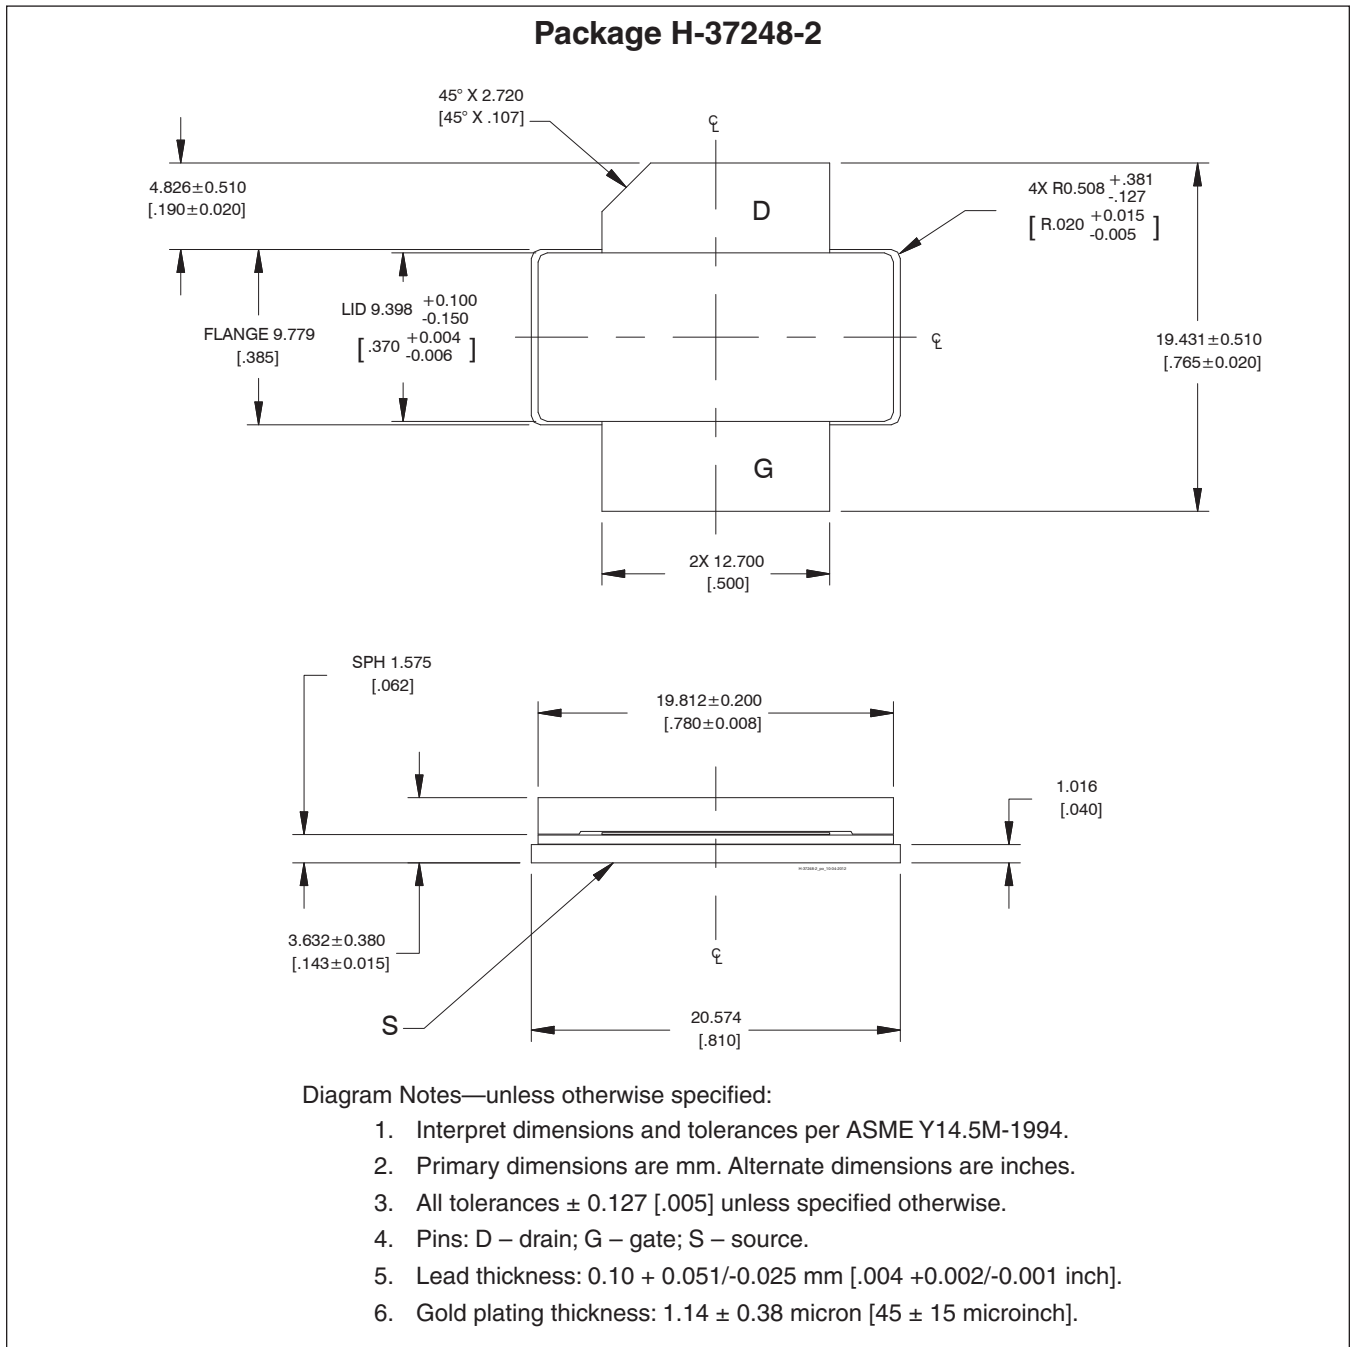 Package H-37248-2
45° X 2.720
[45° X .107]
℄
4.826±0.510
[.190±0.020]
D
4X R0.508 +.381
-.127
[ R.020 +0.015
-0.005 ]
LID 9.398 +0.100
-0.150
[ .370 +0.004
-0.006 ]
FLANGE 9.779
[.385]
℄
19.431±0.510
[.765±0.020]
G
2X 12.700
[.500]
SPH 1.575
[.062]
19.812±0.200
[.780±0.008]
1.016
[.040]
H-37248-2_po_10-04-2012
3.632±0.380
[.143±0.015]
℄
S
20.574
[.810]
Diagram Notes—unless otherwise specified:
1. Interpret dimensions and tolerances per ASME Y14.5M-1994.
2. Primary dimensions are mm. Alternate dimensions are inches.
3. All tolerances ± 0.127 [.005] unless specified otherwise.
4. Pins: D – drain; G – gate; S – source.
5. Lead thickness: 0.10 + 0.051/-0.025 mm [.004 +0.002/-0.001 inch].
6. Gold plating thickness: 1.14 ± 0.38 micron [45 ± 15 microinch].